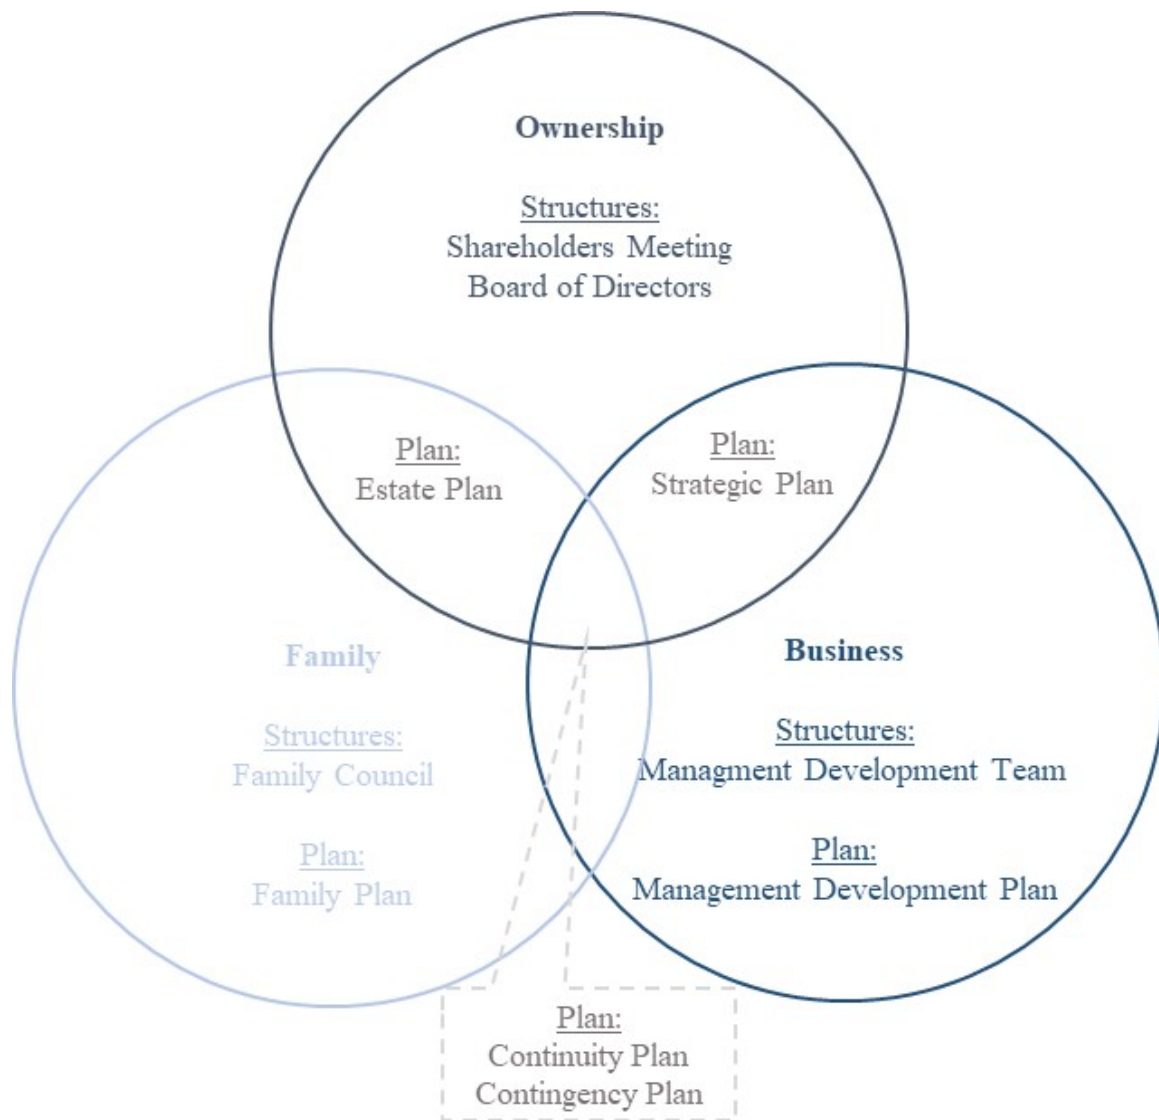 Ownership
Structures:
Shareholders Meeting
Board of Directors
Plan:
Estate Plan
Plan:
Strategic Plan
Family
Structures:
Family Council
Plan:
Family Plan
Business
Structures:
Managment Development Team
Plan:
Management Development Plan
Plan:
Continuity Plan
Contingency Plan